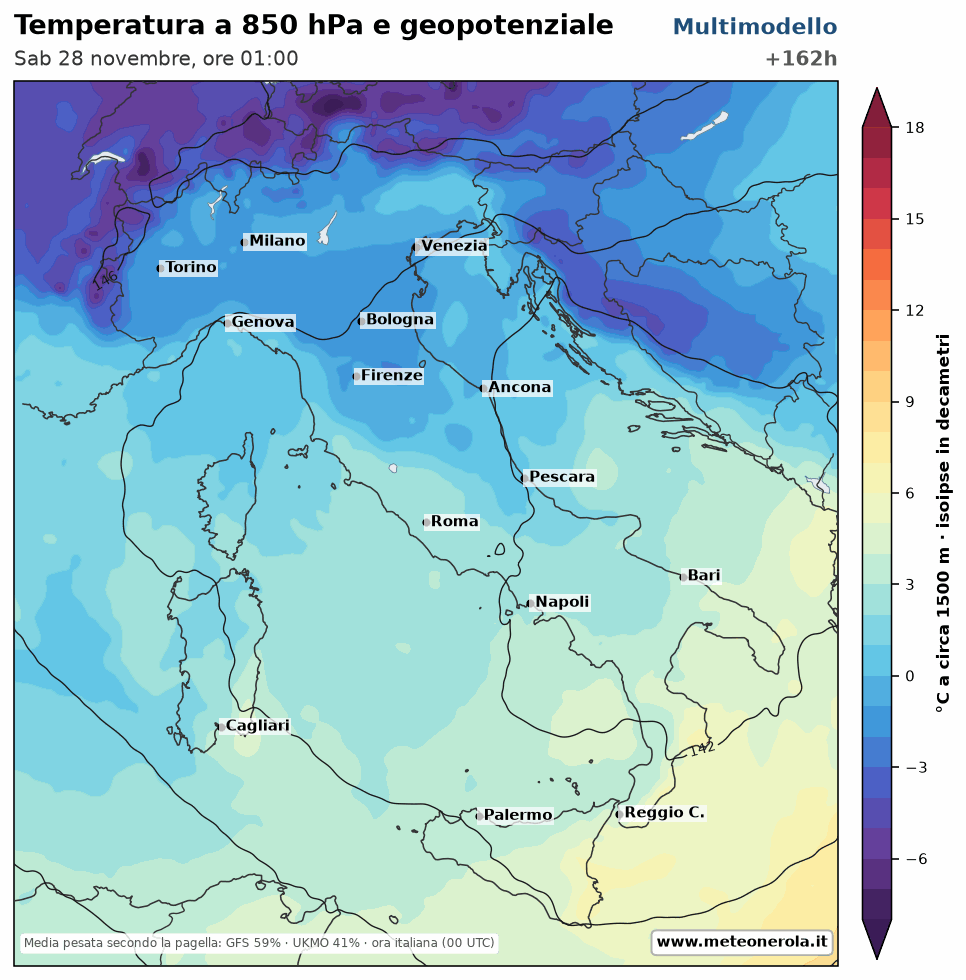 Temperatura a 850 hPa e geopotenziale
Multimodello
Sab 28 novembre, ore 01:00
+162h
Milano
Venezia
Torino
146
Genova
Bologna
Firenze
Ancona
Pescara
Roma
Bari
Napoli
Cagliari
142
Palermo
Reggio C.
18
15
12
9
6
3
0
−3
−6
°C a circa 1500 m · isoipse in decametri
Media pesata secondo la pagella: GFS 59% · UKMO 41% · ora italiana (00 UTC)
www.meteonerola.it